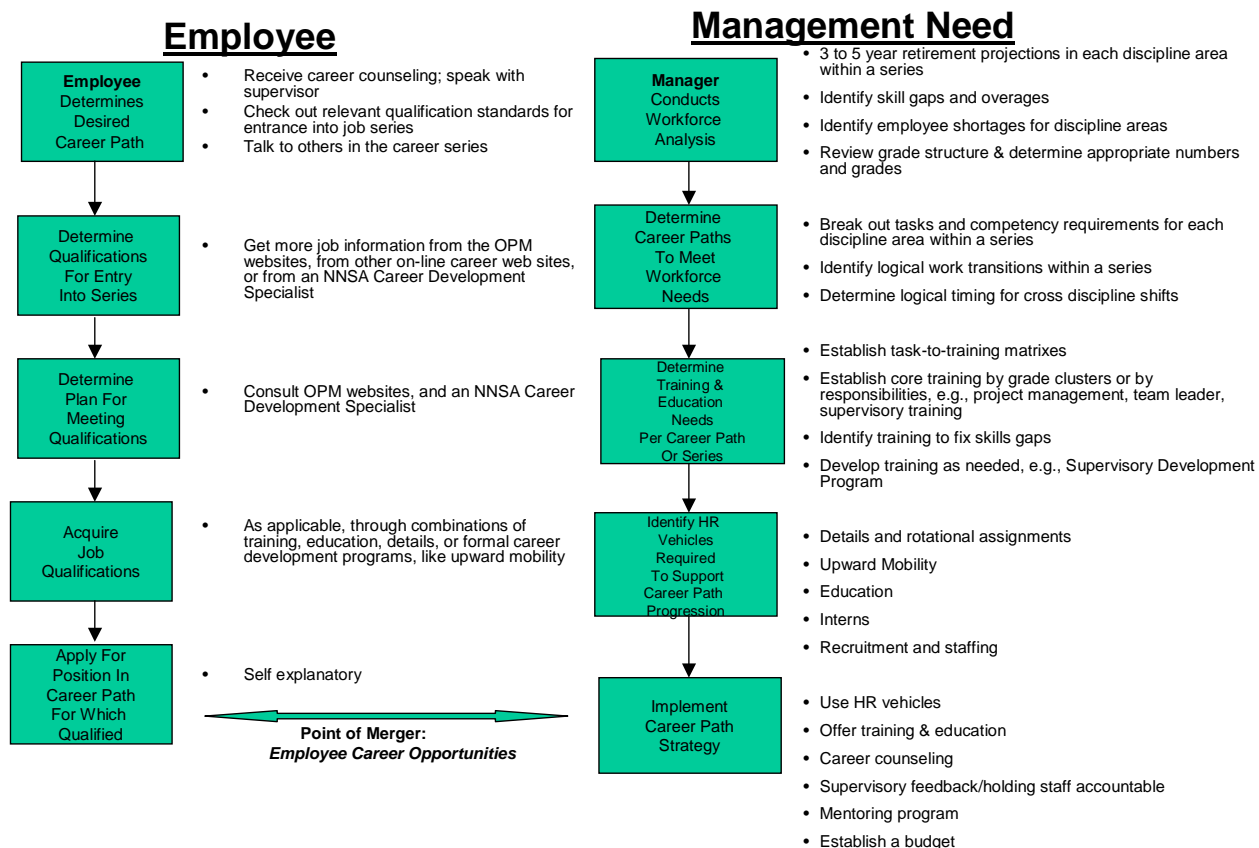 Employee
Employee
Determines
Desired
Career Path
• Receive career counseling; speak with
supervisor
• Check out relevant qualification standards for
entrance into job series
• Talk to others in the career series
Determine
Qualifications
For Entry
Into Series
• Get more job information from the OPM
websites, from other on-line career web sites,
or from an NNSA Career Development
Specialist
Determine
Plan For
Meeting
Qualifications
• Consult OPM websites, and an NNSA Career
Development Specialist
Acquire
Job
Qualifications
• As applicable, through combinations of
training, education, details, or formal career
development programs, like upward mobility
Apply For
Position In
Career Path
For Which
Qualified
• Self explanatory
Point of Merger:
Employee Career Opportunities
Management Need
Manager
Conducts
Workforce
Analysis
• 3 to 5 year retirement projections in each discipline area
within a series
• Identify skill gaps and overages
• Identify employee shortages for discipline areas
• Review grade structure & determine appropriate numbers
and grades
Determine
Career Paths
To Meet
Workforce
Needs
• Break out tasks and competency requirements for each
discipline area within a series
• Identify logical work transitions within a series
• Determine logical timing for cross discipline shifts
Determine
Training &
Education
Needs
Per Career Path
Or Series
• Establish task-to-training matrixes
• Establish core training by grade clusters or by
responsibilities, e.g., project management, team leader,
supervisory training
• Identify training to fix skills gaps
• Develop training as needed, e.g., Supervisory Development
Program
Identify HR
Vehicles
Required
To Support
Career Path
Progression
• Details and rotational assignments
• Upward Mobility
• Education
• Interns
• Recruitment and staffing
Implement
Career Path
Strategy
• Use HR vehicles
• Offer training & education
• Career counseling
• Supervisory feedback/holding staff accountable
• Mentoring program
• Establish a budget